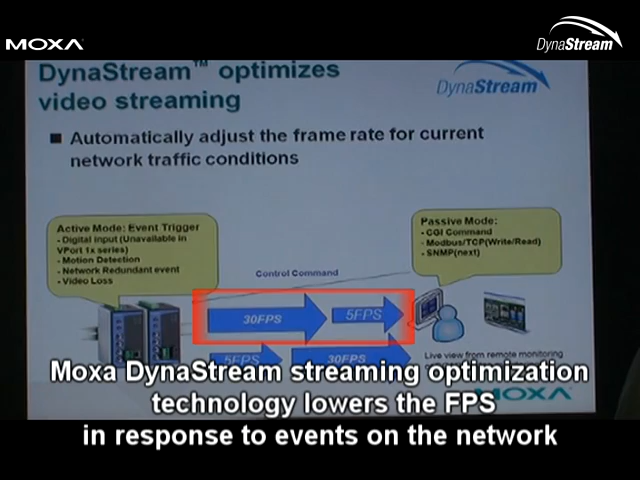 MOXA
DynaStream
DynaStream™ optimizes
video streaming
DynaStream
■ Automatically adjust the frame rate for current
network traffic conditions
Active Mode: Event Trigger
- Digital input (Unavailable in
VPort 1x series)
- Motion Detection
- Network Redundant event
- Video Loss
Passive Mode:
- CGI Command
- Modbus/TCP(Write/Read)
- SNMP(next)
Control Command
30FPS
5FPS
5FPS
30FPS
Live view from remote monitoring
Moxa DynaStream streaming optimization
MOXA
technology lowers the FPS
in response to events on the network